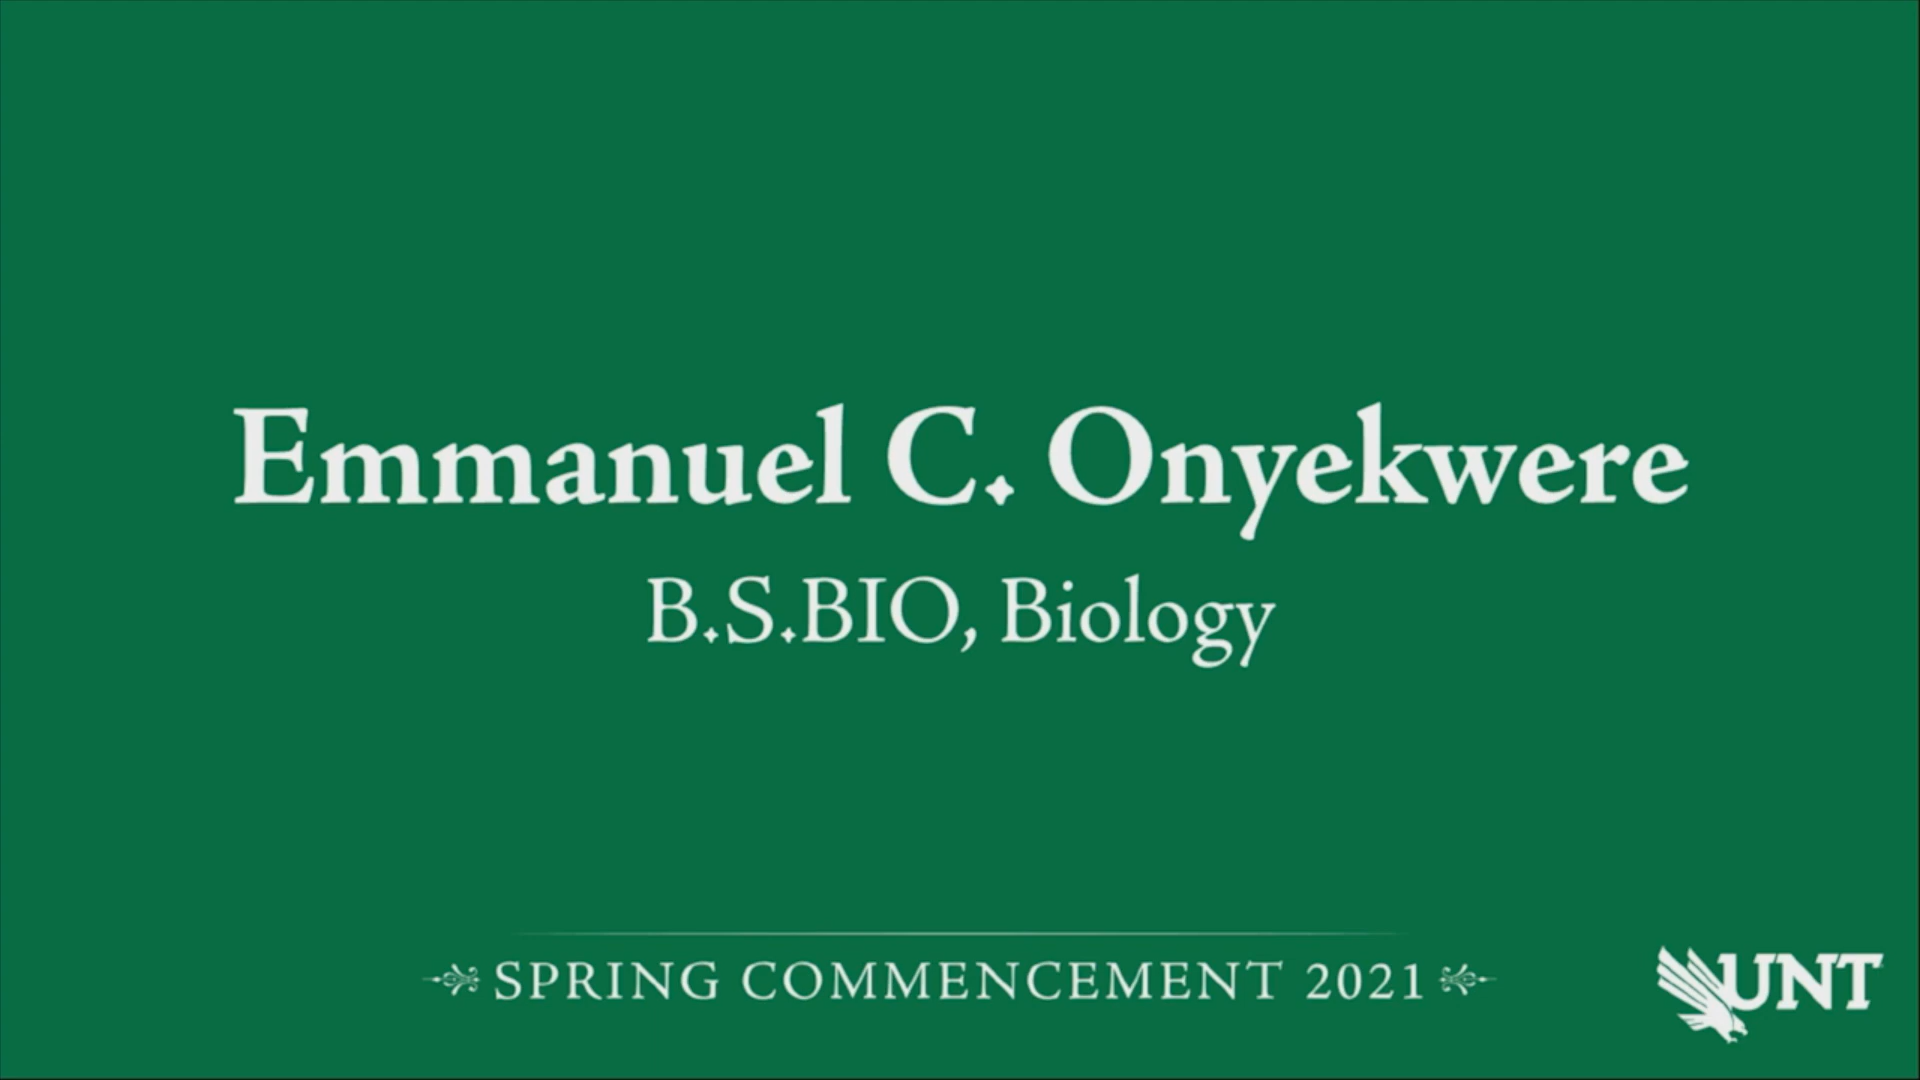 Emmanuel C. Onyekwere
B.S.BIO, Biology
SPRING COMMENCEMENT 2021
UNT